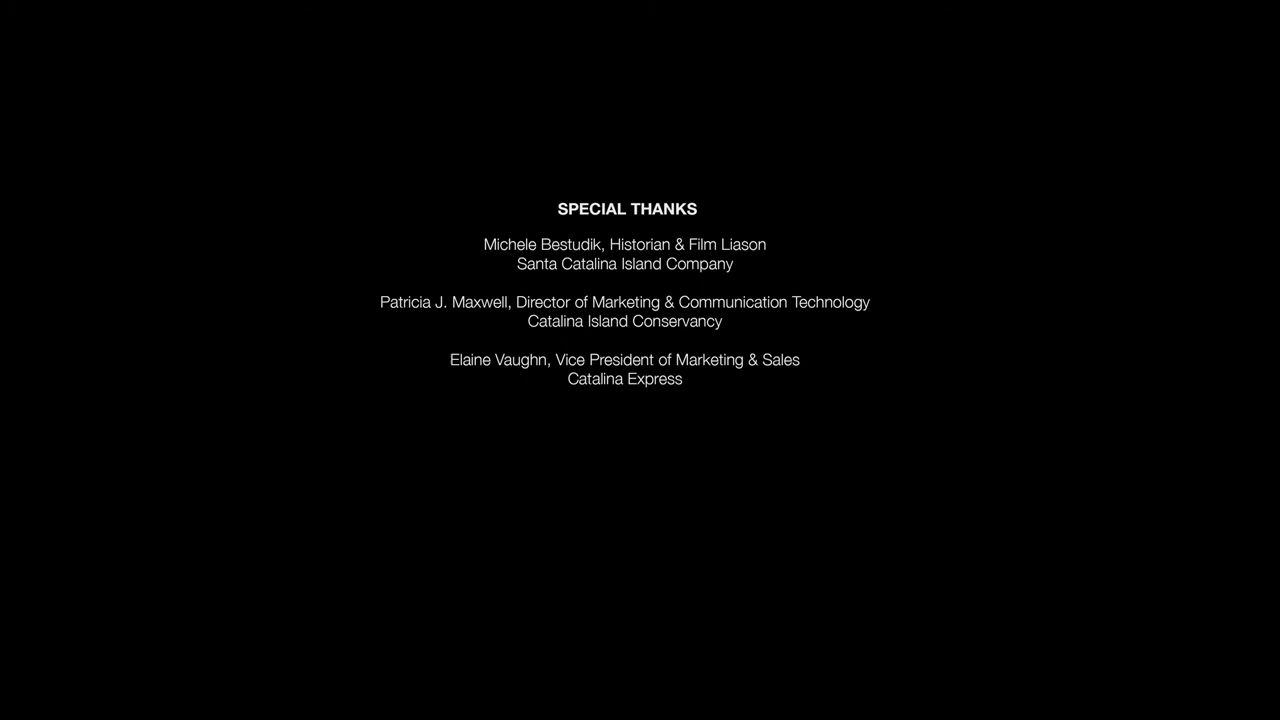 SPECIAL THANKS
Michele Bestudik, Historian & Film Liason
Santa Catalina Island Company
Patricia J. Maxwell, Director of Marketing & Communication Technology
Catalina Island Conservancy
Elaine Vaughn, Vice President of Marketing & Sales
Catalina Express